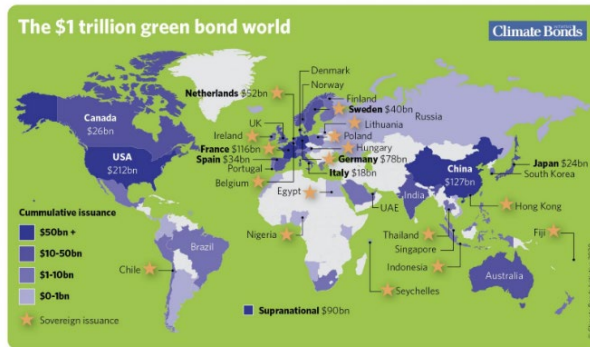 The $1 trillion green bond world
Climate Bonds
Denmark
Norway
Netherlands $52bn
Finland
Sweden $40bn
Canada
$26bn
UK
Lithuania
Russia
Ireland
Poland
France $116bn
Hungary
USA
$212bn
Spain $34bn
Germany $78bn
Portugal
Italy $18bn
China
$127bn
Japan $24bn
South Korea
Belgium
Egypt
UAE
India
Hong Kong
Cummulative issuance
$50bn +
$10-50bn
$1-10bn
$0-1bn
Sovereign issuance
Brazil
Nigeria
Thailand
Singapore
Fiji
Chile
Indonesia
Australia
Seychelles
Supranational $90bn